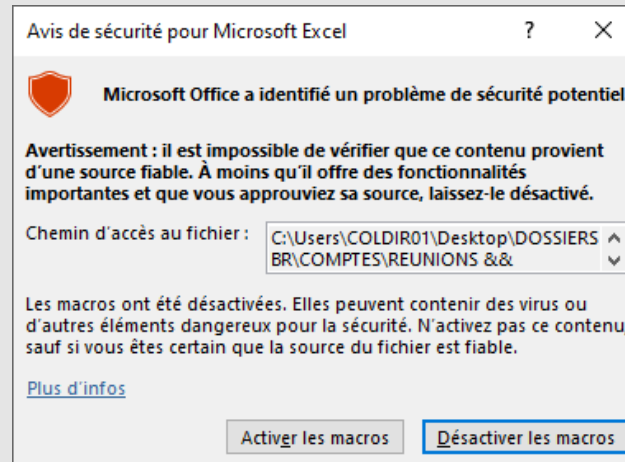 Avis de sécurité pour Microsoft Excel ? ×
Microsoft Office a identifié un problème de sécurité potentiel
Avertissement : il est impossible de vérifier que ce contenu provient
d'une source fiable. À moins qu'il offre des fonctionnalités
importantes et que vous approuviez sa source, laissez-le désactivé.
Chemin d'accès au fichier : C:\Users\COLDIR01\Desktop\DOSSIERS
BR\COMPTES\REUNIONS &&
Les macros ont été désactivées. Elles peuvent contenir des virus ou
d'autres éléments dangereux pour la sécurité. N'activez pas ce contenu,
sauf si vous êtes certain que la source du fichier est fiable.
Plus d'infos
Activer les macros Désactiver les macros